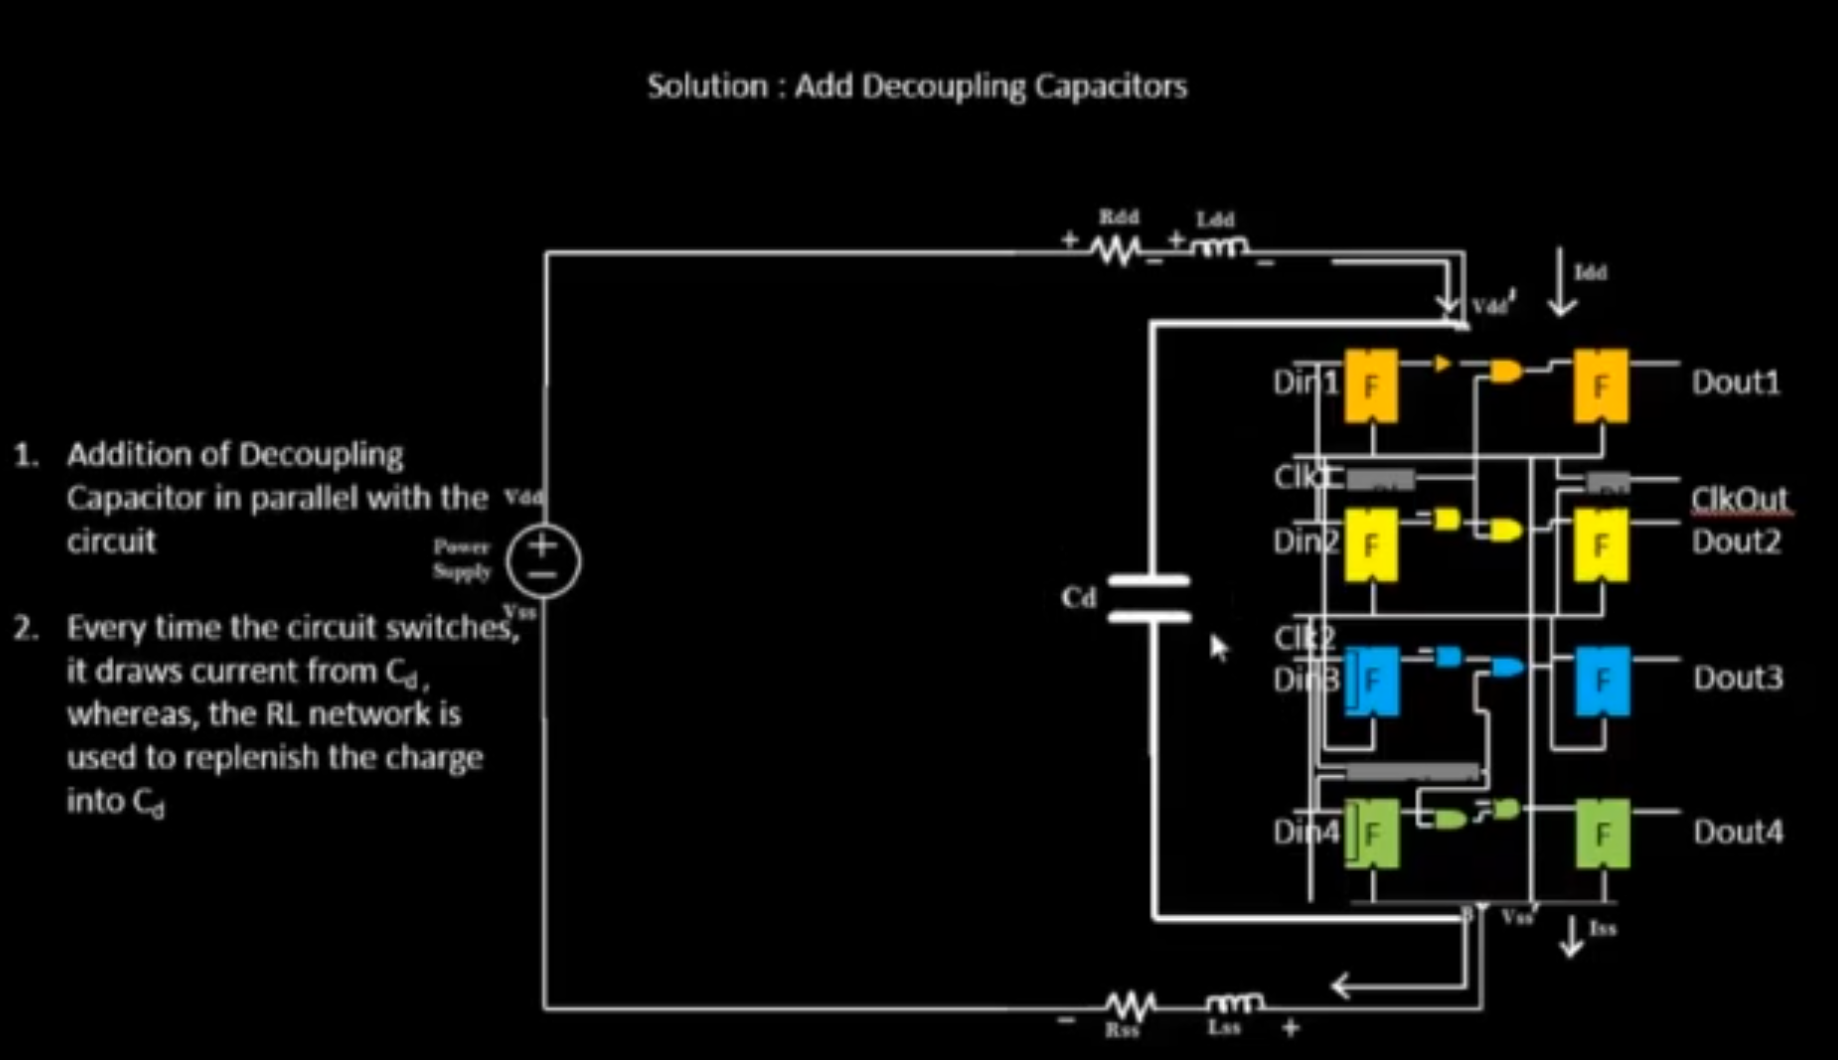 Solution : Add Decoupling Capacitors
Rdd
Ldd
+
+
−
−
Vdd'
Idd
Din1
F
F
Dout1
1. Addition of Decoupling
Capacitor in parallel with the
circuit
Vdd
Power
Supply
+
−
Vss
Clk1
ClkOut
Din2
F
F
Dout2
Cd
2. Every time the circuit switches,
it draws current from Cd,
whereas, the RL network is
used to replenish the charge
into Cd
Clk2
Din3
F
F
Dout3
Din4
F
F
Dout4
B
Vss'
Iss
−
Rss
Lss
+